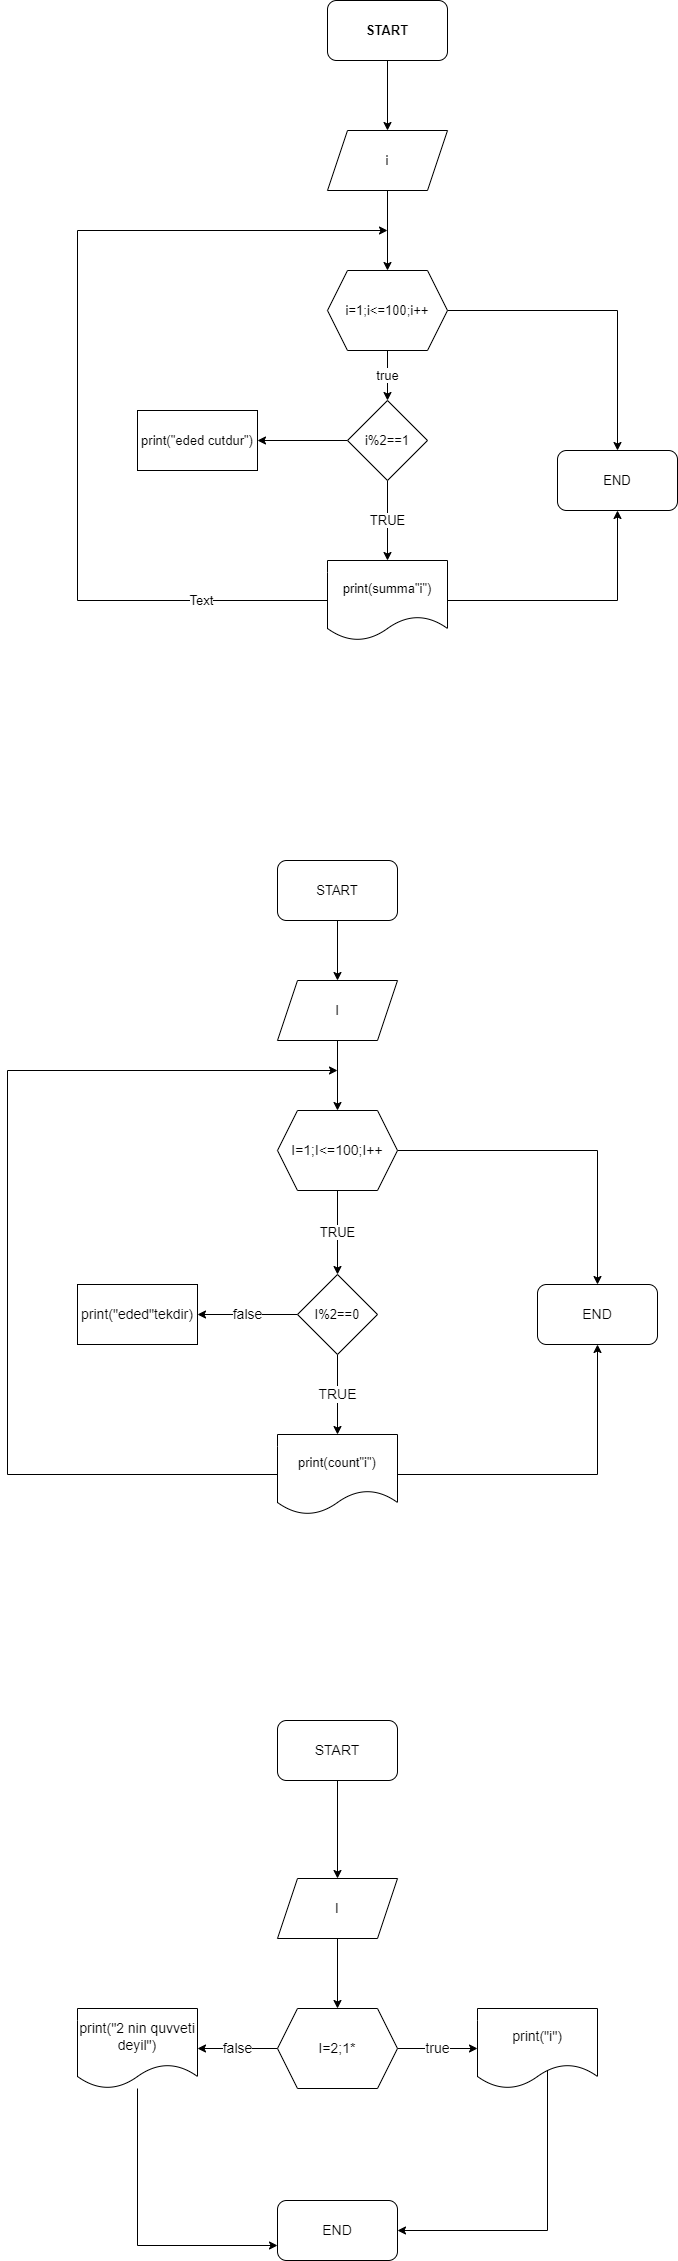 START
i
i=1;i<=100;i++
true
print("eded cutdur")
i%2==1
END
TRUE
print(summa"i")
Text
START
I
I=1;I<=100;I++
TRUE
print("eded"tekdir)
false
I%2==0
END
TRUE
print(count"i")
START
I
print("2 nin quvveti
deyil")
false
I=2;1*
true
print("i")
END